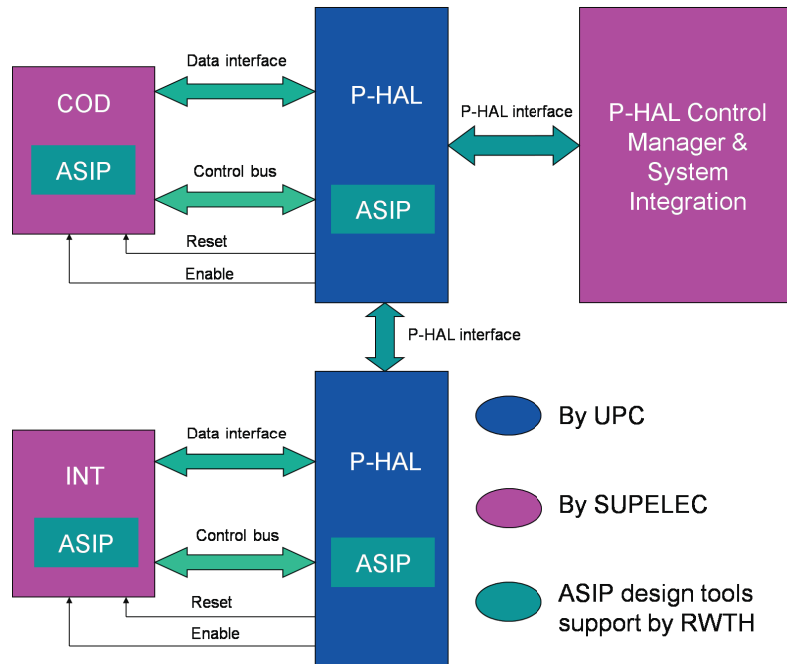 Data interface
COD
P-HAL
P-HAL interface
P-HAL Control
Manager &
System
Integration
ASIP
Control bus
ASIP
Reset
Enable
P-HAL interface
Data interface
INT
P-HAL
By UPC
ASIP
Control bus
ASIP
By SUPELEC
Reset
Enable
ASIP design tools
support by RWTH